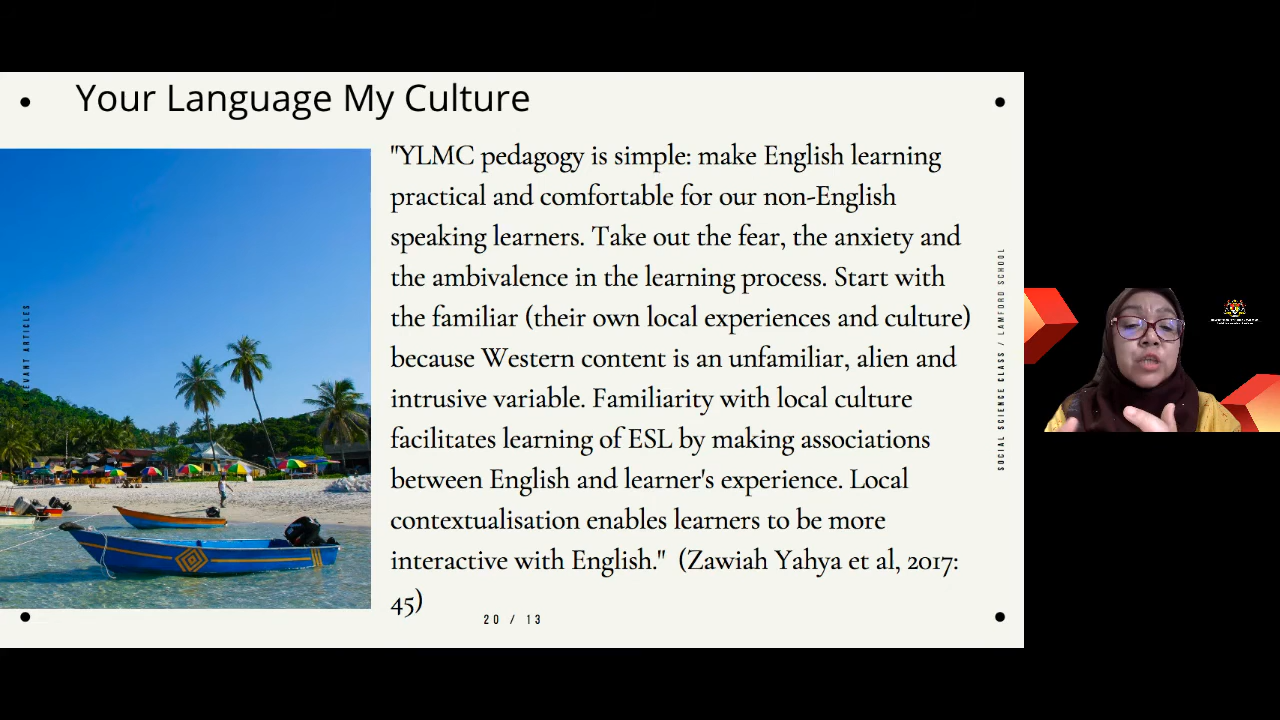 Your Language My Culture
"YLMC pedagogy is simple: make English learning
practical and comfortable for our non-English
speaking learners. Take out the fear, the anxiety and
the ambivalence in the learning process. Start with
the familiar (their own local experiences and culture)
because Western content is an unfamiliar, alien and
intrusive variable. Familiarity with local culture
facilitates learning of ESL by making associations
between English and learner's experience. Local
contextualisation enables learners to be more
interactive with English."  (Zawiah Yahya et al, 2017:
45)
20 / 13
ARTICLES
SOCIAL SCIENCE CLASS / LAMFORD SCHOOL